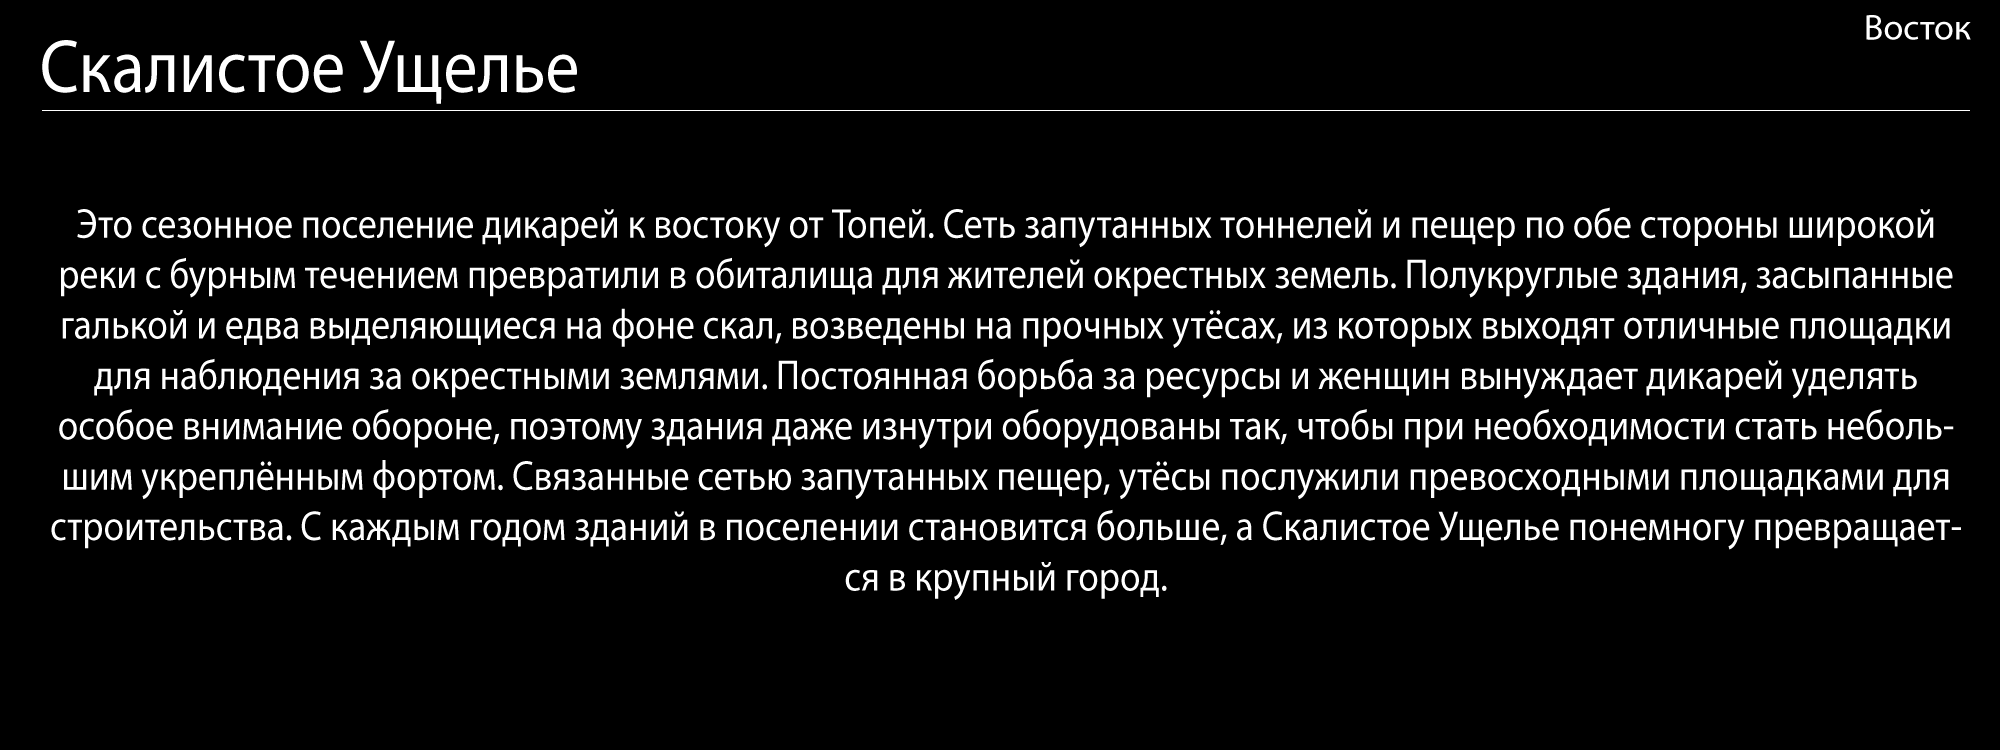 Восток
Скалистое Ущелье
Это сезонное поселение дикарей к востоку от Топей. Сеть запутанных тоннелей и пещер по обе стороны широкой
реки с бурным течением превратили в обиталища для жителей окрестных земель. Полукруглые здания, засыпанные
галькой и едва выделяющиеся на фоне скал, возведены на прочных утёсах, из которых выходят отличные площадки
для наблюдения за окрестными землями. Постоянная борьба за ресурсы и женщин вынуждает дикарей уделять
особое внимание обороне, поэтому здания даже изнутри оборудованы так, чтобы при необходимости стать неболь-
шим укреплённым фортом. Связанные сетью запутанных пещер, утёсы послужили превосходными площадками для
строительства. С каждым годом зданий в поселении становится больше, а Скалистое Ущелье понемногу превращает-
ся в крупный город.